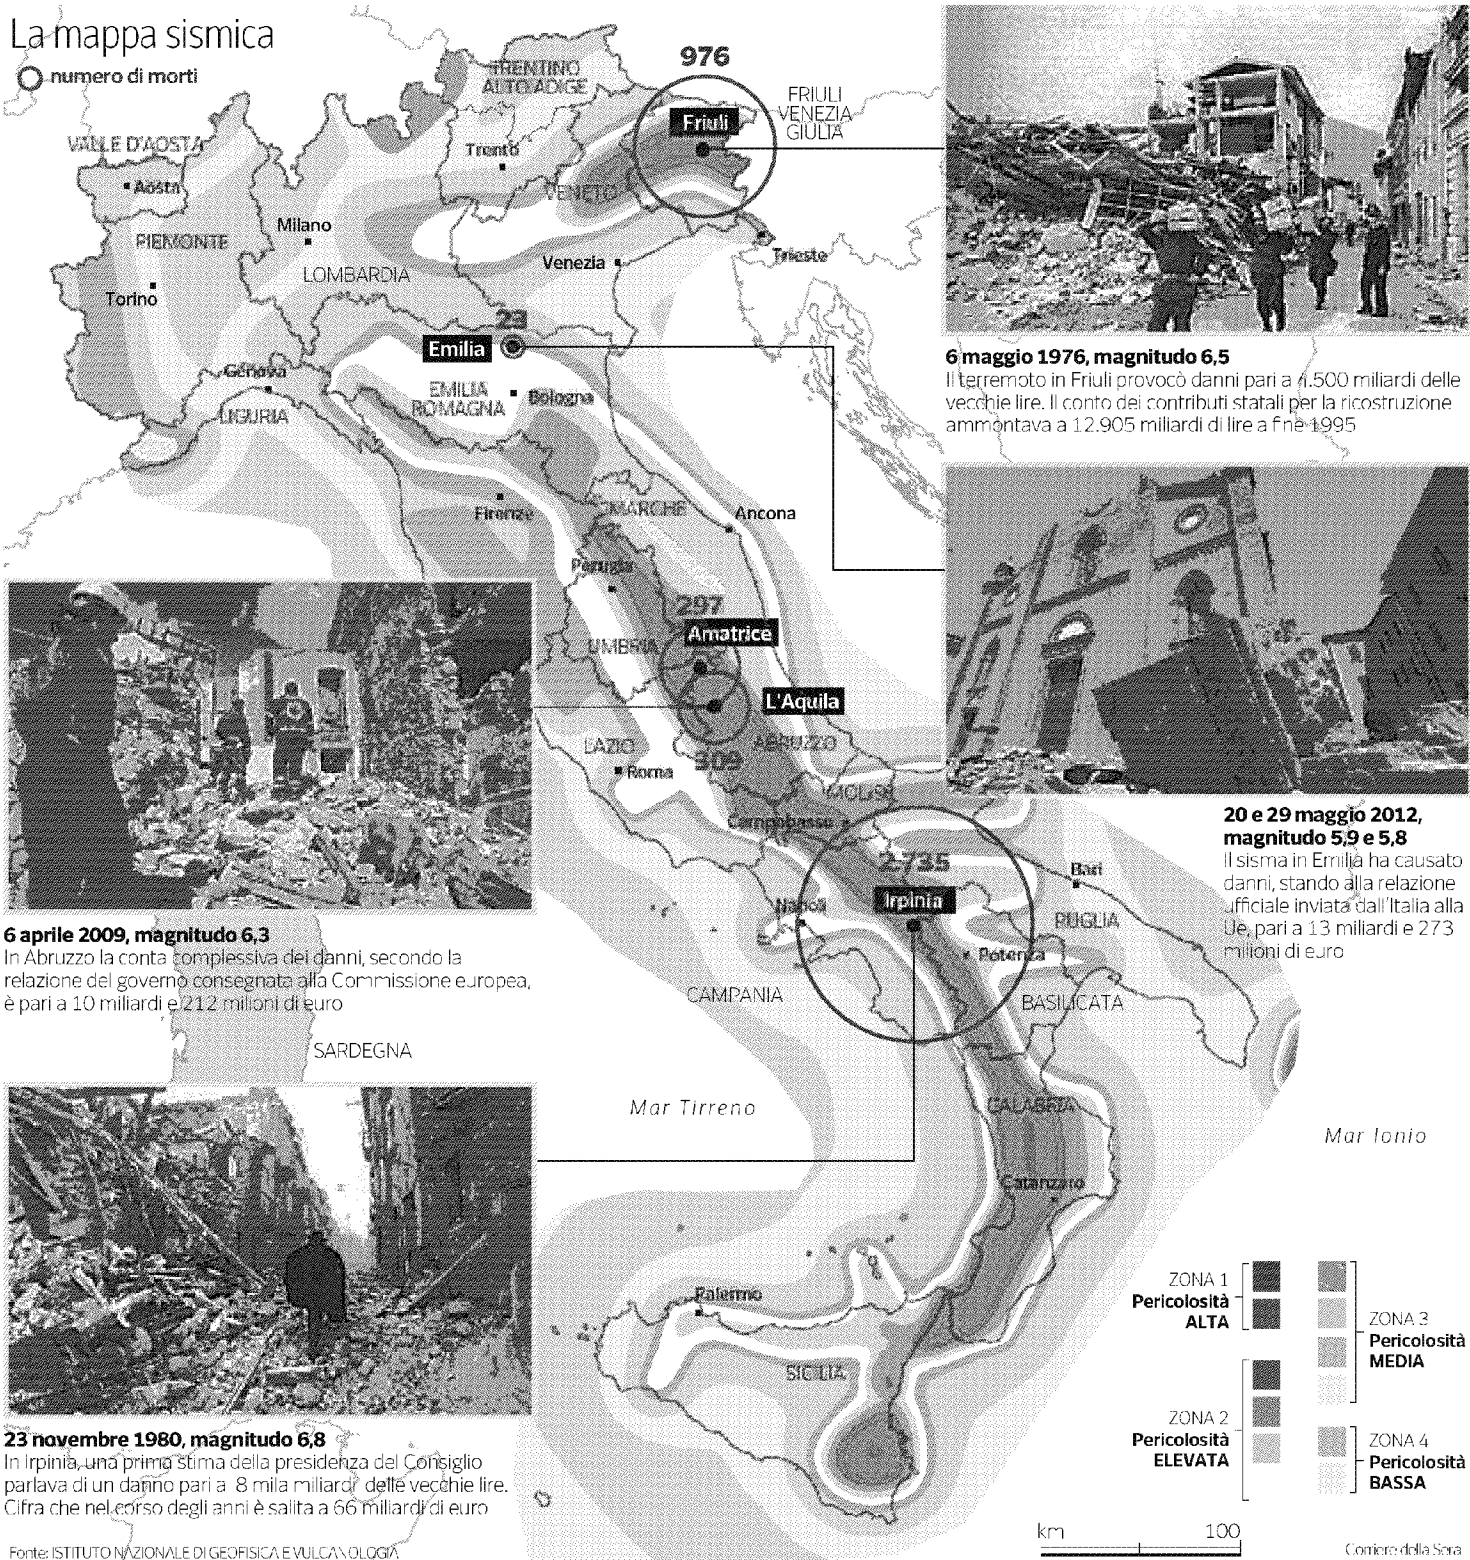 La mappa sismica
numero di morti
TRENTINO
ALTO ADIGE
976
FRIULI
VENEZIA
GIULIA
Friuli
VALLE D'AOSTA
Trento
Aosta
VENETO
Milano
PIEMONTE
LOMBARDIA
Venezia
Trieste
Torino
23
Emilia
Genova
EMILIA
ROMAGNA
Bologna
LIGURIA
6 maggio 1976, magnitudo 6,5
Il terremoto in Friuli provocò danni pari a 4.500 miliardi delle
vecchie lire. Il conto dei contributi statali per la ricostruzione
ammontava a 12.905 miliardi di lire a fine 1995
Firenze
MARCHE
Ancona
Perugia
297
Amatrice
UMBRIA
L'Aquila
LAZIO
ABRUZZO
309
Roma
MOLISE
Campobasso
2.735
Irpinia
Napoli
Bari
PUGLIA
Potenza
CAMPANIA
BASILICATA
20 e 29 maggio 2012,
magnitudo 5,9 e 5,8
Il sisma in Emilia ha causato
danni, stando alla relazione
ufficiale inviata dall'Italia alla
Ue, pari a 13 miliardi e 273
milioni di euro
6 aprile 2009, magnitudo 6,3
In Abruzzo la conta complessiva dei danni, secondo la
relazione del governo consegnata alla Commissione europea,
è pari a 10 miliardi e 212 milioni di euro
SARDEGNA
Mar Tirreno
CALABRIA
Mar Ionio
Catanzaro
Palermo
SICILIA
ZONA 1
Pericolosità
ALTA
ZONA 2
Pericolosità
ELEVATA
ZONA 3
Pericolosità
MEDIA
ZONA 4
Pericolosità
BASSA
23 novembre 1980, magnitudo 6,8
In Irpinia, una prima stima della presidenza del Consiglio
parlava di un danno pari a 8 mila miliardi delle vecchie lire.
Cifra che nel corso degli anni è salita a 66 miliardi di euro
km 100
Fonte: ISTITUTO NAZIONALE DI GEOFISICA E VULCANOLOGIA
Corriere della Sera